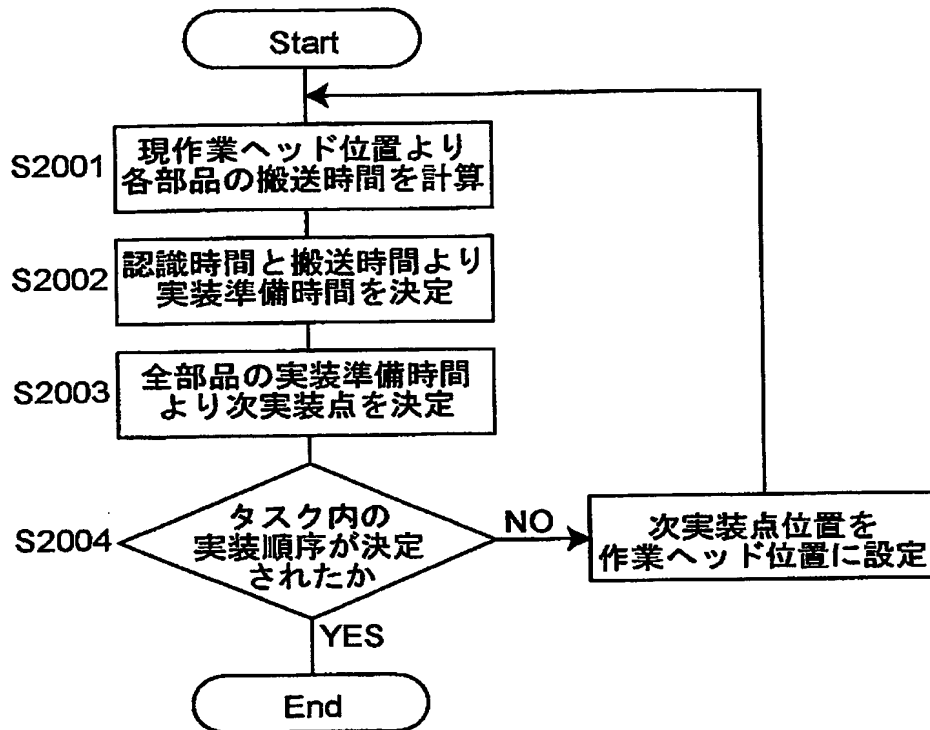 Start
S2001
現作業ヘッド位置より
各部品の搬送時間を計算
S2002
認識時間と搬送時間より
実装準備時間を決定
S2003
全部品の実装準備時間
より次実装点を決定
S2004
タスク内の
実装順序が決定
されたか
NO
次実装点位置を
作業ヘッド位置に設定
YES
End